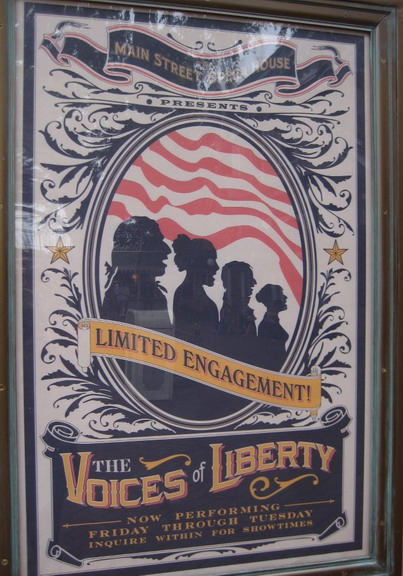 MAIN STREET OPERA HOUSE
PRESENTS
LIMITED ENGAGEMENT!
THE VOICES of LIBERTY
NOW PERFORMING
FRIDAY THROUGH TUESDAY
INQUIRE WITHIN FOR SHOWTIMES